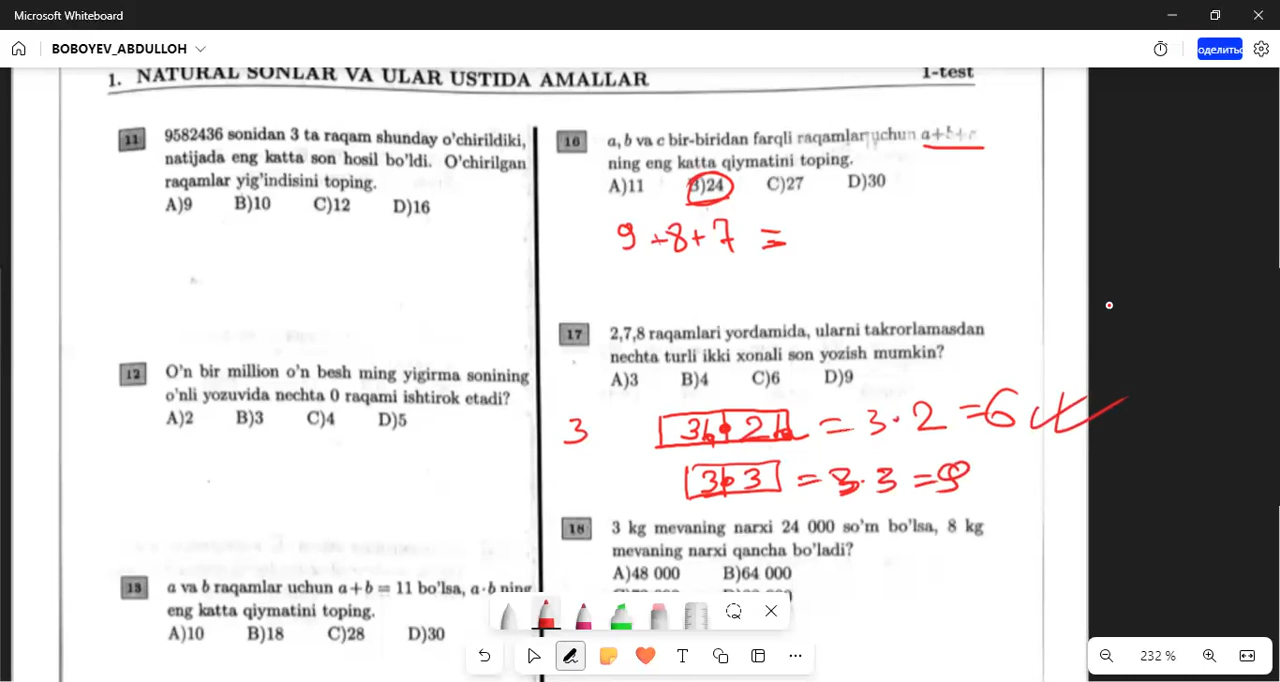 Microsoft Whiteboard
BOBOYEV_ABDULLOH
оделитьс
1. NATURAL SONLAR VA ULAR USTIDA AMALLAR
1-test
11 9582436 sonidan 3 ta raqam shunday o'chirildiki,
natijada eng katta son hosil bo'ldi. O'chirilgan
raqamlar yig'indisini toping.
A)9 B)10 C)12 D)16
12 O'n bir million o'n besh ming yigirma sonining
o'nli yozuvida nechta 0 raqami ishtirok etadi?
A)2 B)3 C)4 D)5
13 a va b raqamlar uchun a+b = 11 bo'lsa, a·b ning
eng katta qiymatini toping.
A)10 B)18 C)28 D)30
16 a, b va c bir-biridan farqli raqamlar uchun a+b+c
ning eng katta qiymatini toping.
A)11 B)24 C)27 D)30
9+8+7 =
17 2,7,8 raqamlari yordamida, ularni takrorlamasdan
nechta turli ikki xonali son yozish mumkin?
A)3 B)4 C)6 D)9
3 3 2 = 3·2 =6
3 3 = 3·3 =9
18 3 kg mevaning narxi 24 000 so'm bo'lsa, 8 kg
mevaning narxi qancha bo'ladi?
A)48 000 B)64 000
232 %